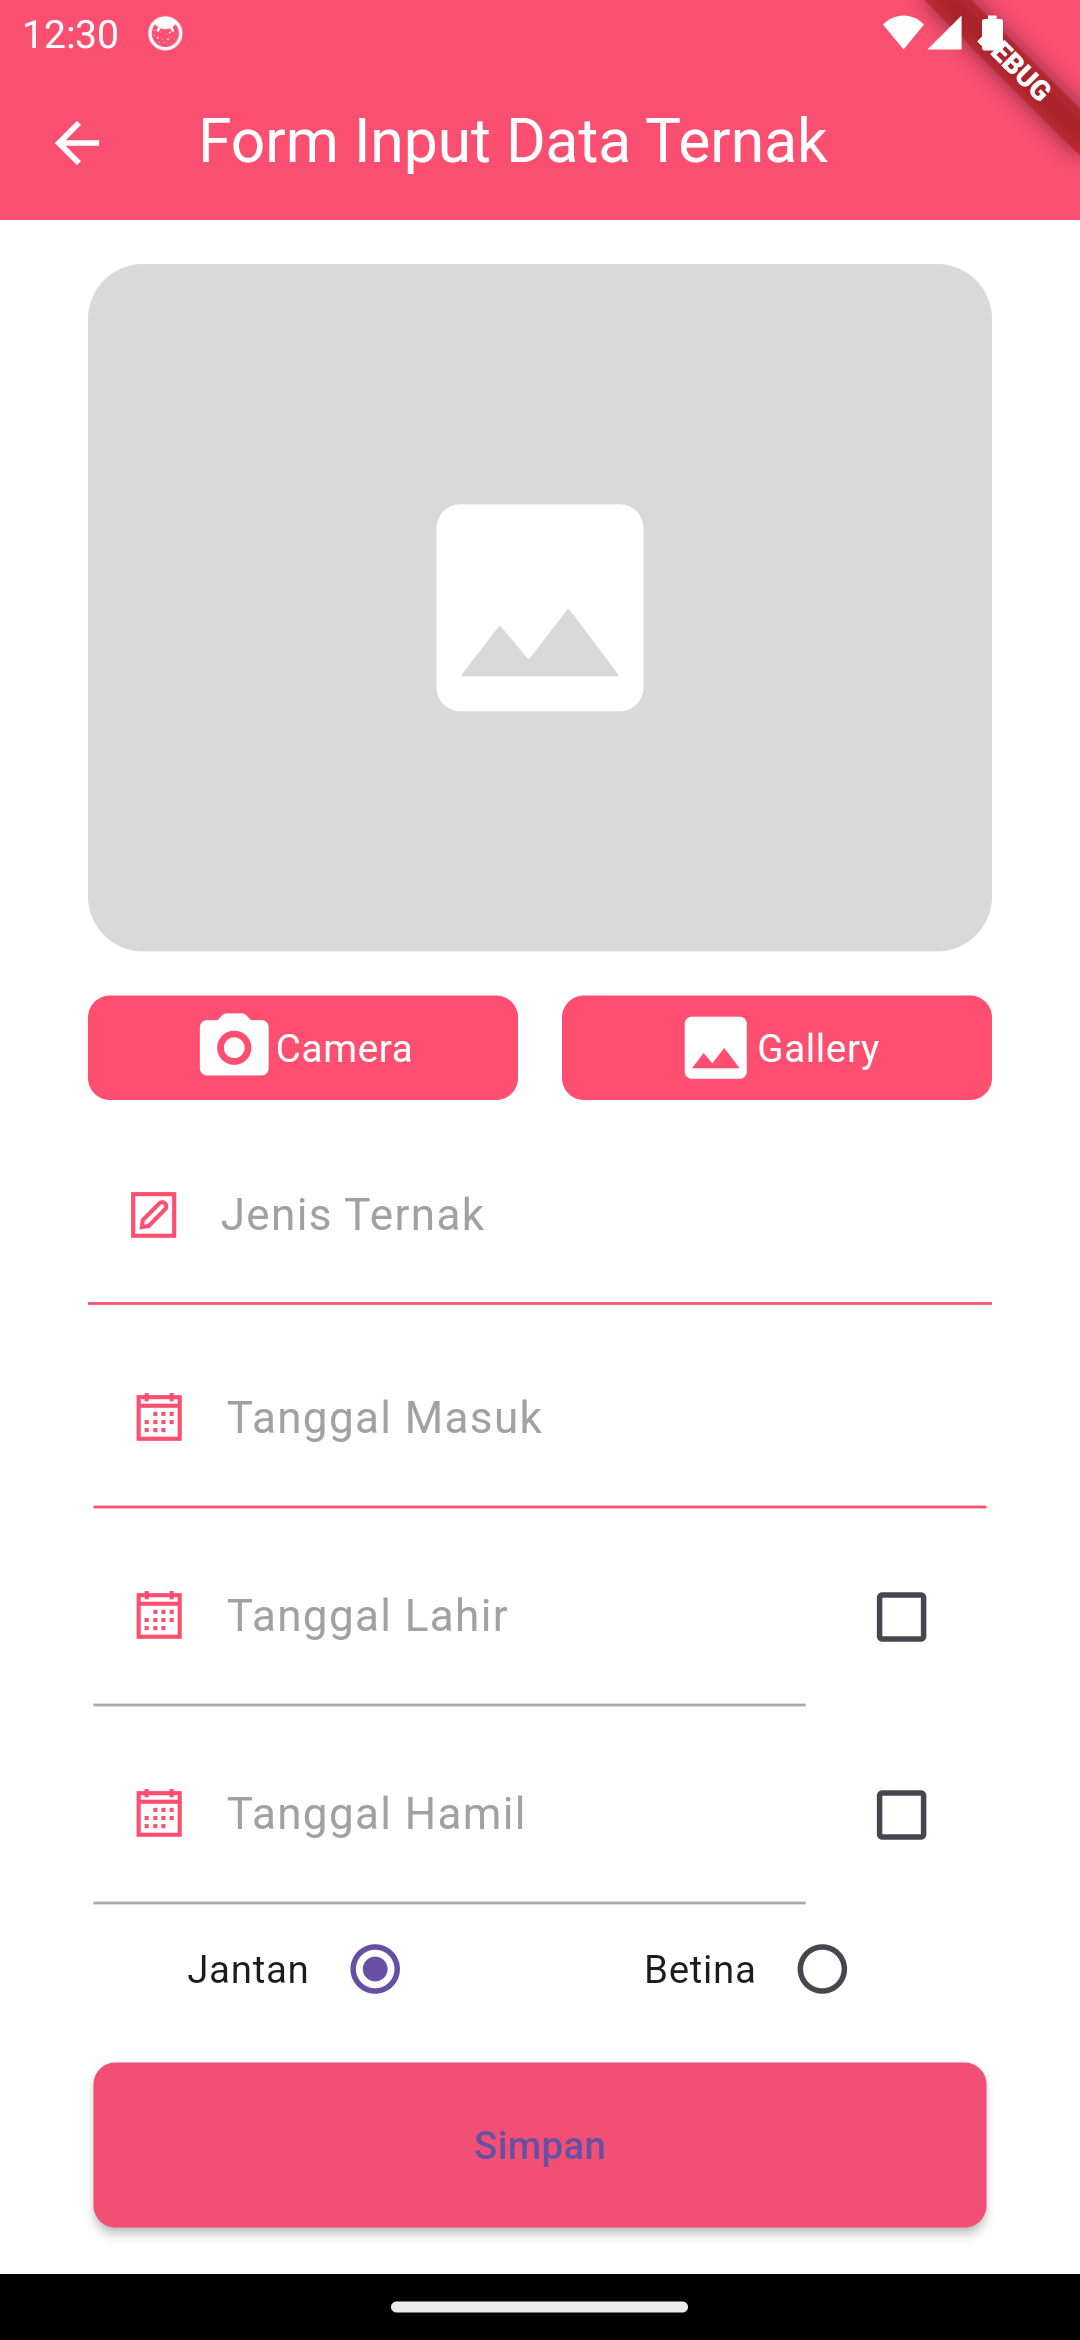 12:30
Form Input Data Ternak
Camera
Gallery
Jenis Ternak
Tanggal Masuk
Tanggal Lahir
Tanggal Hamil
Jantan
Betina
Simpan